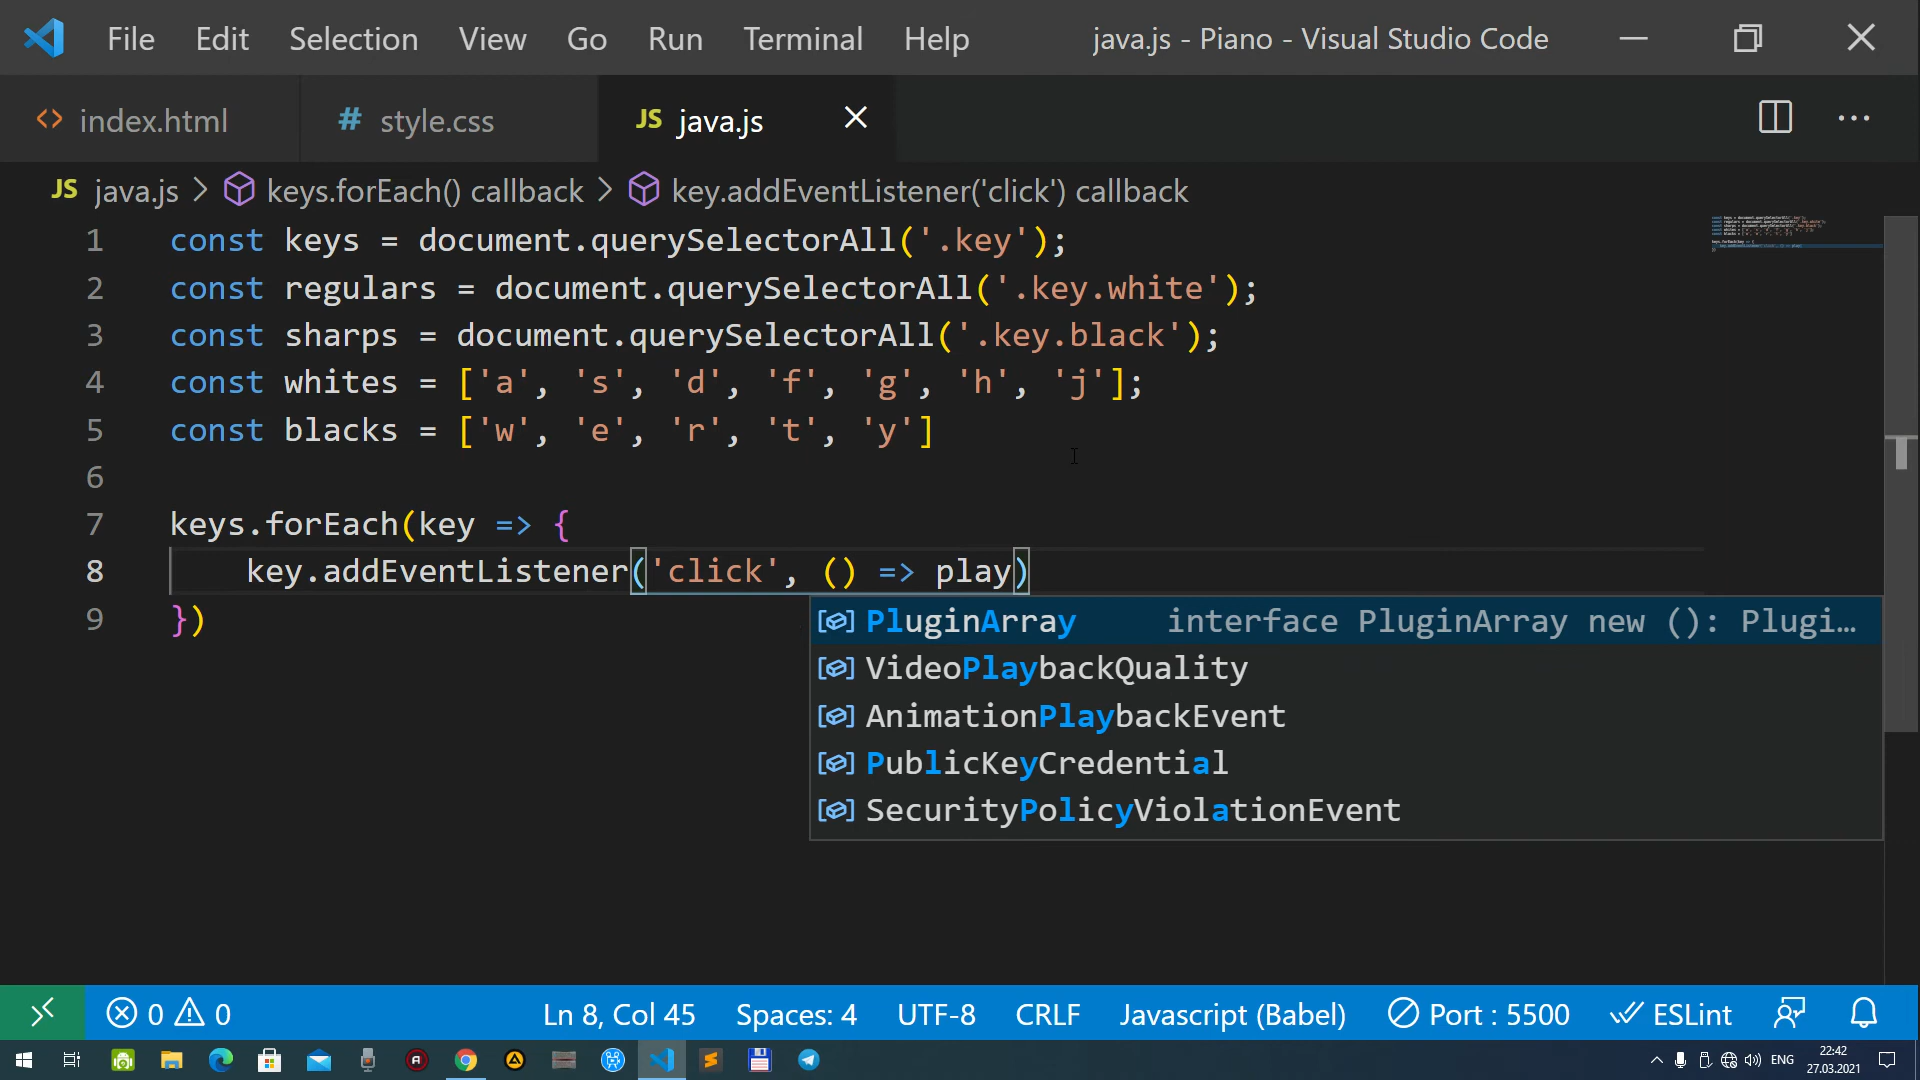 File Edit Selection View Go Run Terminal Help java.js - Piano - Visual Studio Code
<> index.html # style.css JS java.js
JS java.js > keys.forEach() callback > key.addEventListener('click') callback
1 const keys = document.querySelectorAll('.key');
2 const regulars = document.querySelectorAll('.key.white');
3 const sharps = document.querySelectorAll('.key.black');
4 const whites = ['a', 's', 'd', 'f', 'g', 'h', 'j'];
5 const blacks = ['w', 'e', 'r', 't', 'y']
6
7 keys.forEach(key => {
8 key.addEventListener('click', () => play)
9 })
PluginArray interface PluginArray new (): Plugi…
VideoPlaybackQuality
AnimationPlaybackEvent
PublicKeyCredential
SecurityPolicyViolationEvent
0 0 Ln 8, Col 45 Spaces: 4 UTF-8 CRLF Javascript (Babel) Port : 5500 ESLint
ENG 22:42
27.03.2021